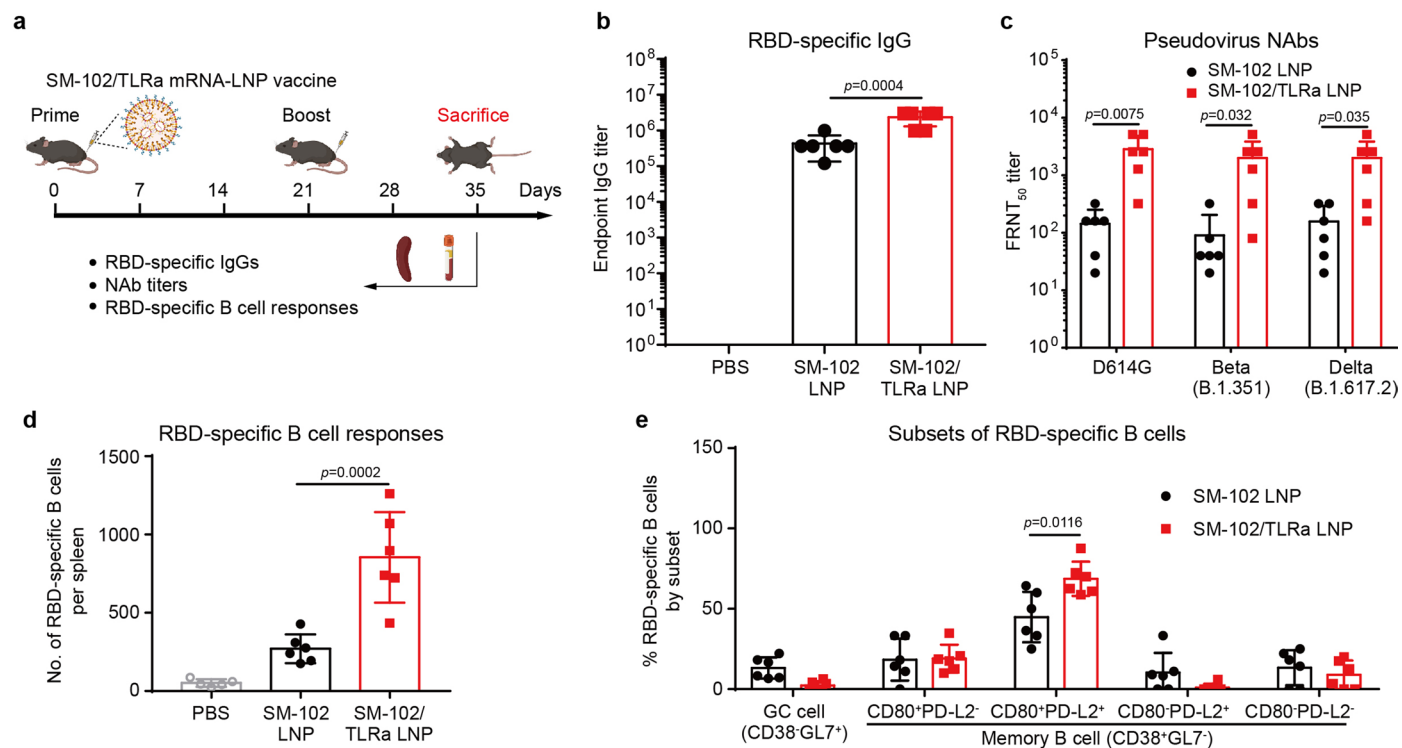 a
SM-102/TLRa mRNA-LNP vaccine
Prime
Boost
Sacrifice
0 7 14 21 28 35 Days
• RBD-specific IgGs
• NAb titers
• RBD-specific B cell responses
b
RBD-specific IgG
Endpoint IgG titer
10⁸
10⁷
10⁶
10⁵
10⁴
10³
10²
10¹
10⁰
p=0.0004
PBS
SM-102
LNP
SM-102/
TLRa LNP
c
Pseudovirus NAbs
SM-102 LNP
SM-102/TLRa LNP
FRNT₅₀ titer
10⁵
10⁴
10³
10²
10¹
10⁰
p=0.0075
p=0.032
p=0.035
D614G
Beta
(B.1.351)
Delta
(B.1.617.2)
d
RBD-specific B cell responses
No. of RBD-specific B cells
per spleen
1500
1000
500
0
p=0.0002
PBS
SM-102
LNP
SM-102/
TLRa LNP
e
Subsets of RBD-specific B cells
% RBD-specific B cells
by subset
150
100
50
0
SM-102 LNP
SM-102/TLRa LNP
p=0.0116
GC cell
(CD38⁻GL7⁺)
CD80⁺PD-L2⁻
CD80⁺PD-L2⁺
CD80⁻PD-L2⁺
CD80⁻PD-L2⁻
Memory B cell (CD38⁺GL7⁻)